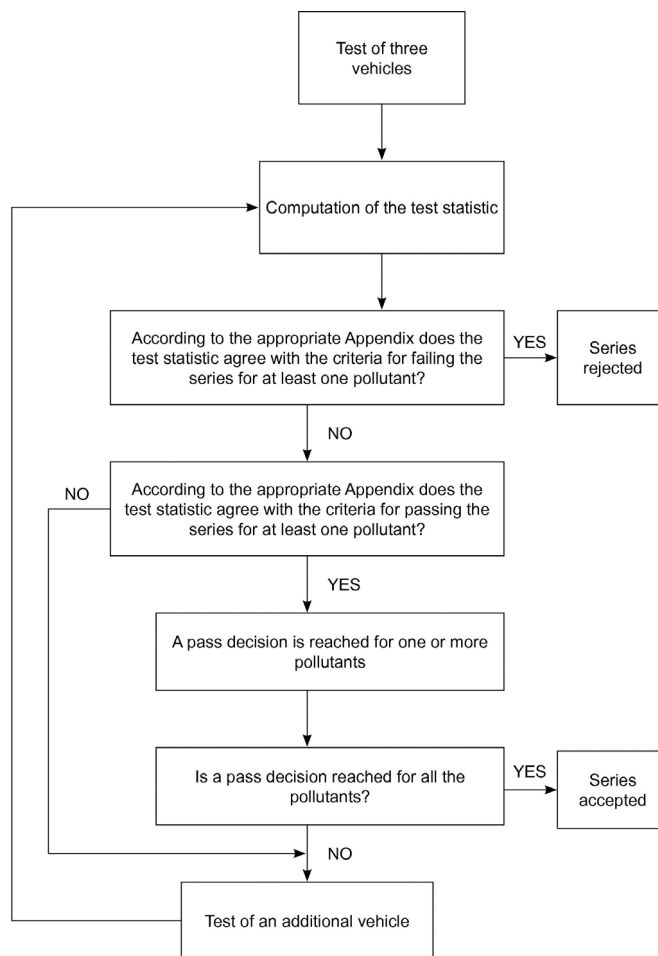 Test of three
vehicles
Computation of the test statistic
According to the appropriate Appendix does the
test statistic agree with the criteria for failing the
series for at least one pollutant?
YES
Series
rejected
NO
NO
According to the appropriate Appendix does the
test statistic agree with the criteria for passing the
series for at least one pollutant?
YES
A pass decision is reached for one or more
pollutants
Is a pass decision reached for all the
pollutants?
YES
Series
accepted
NO
Test of an additional vehicle